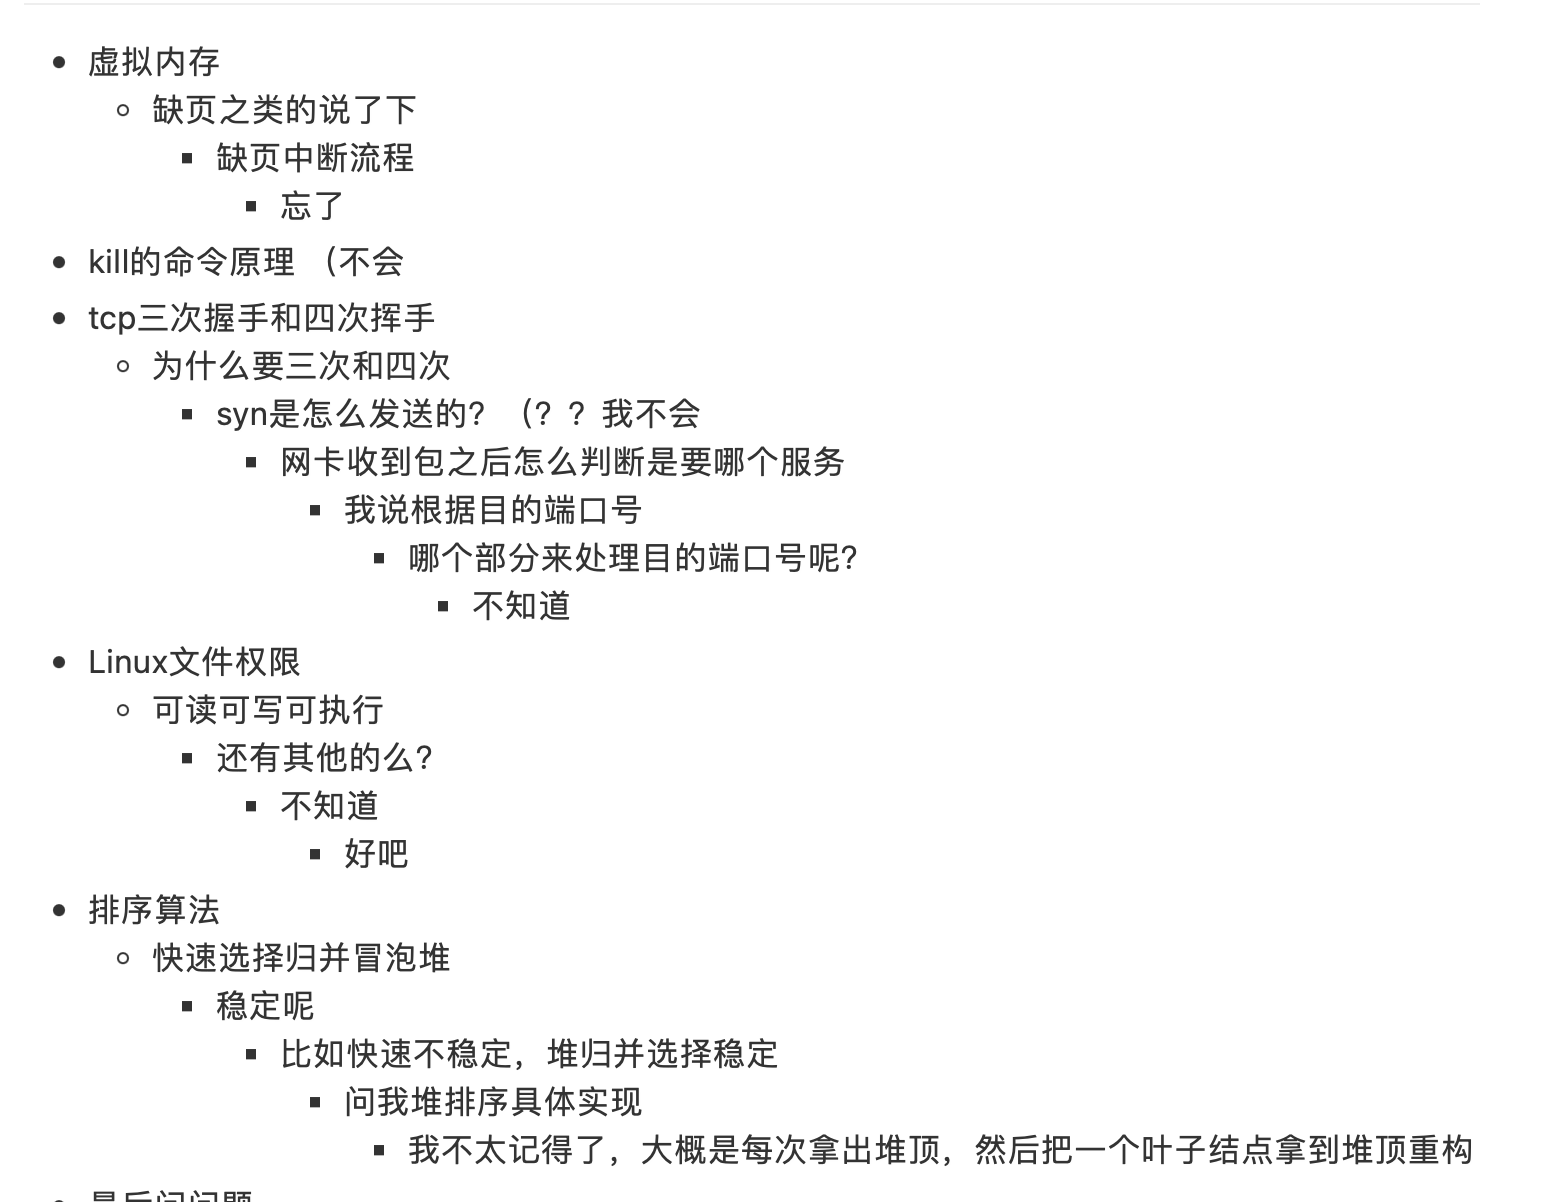 虚拟内存
缺页之类的说了下
缺页中断流程
忘了
kill的命令原理 （不会
tcp三次握手和四次挥手
为什么要三次和四次
syn是怎么发送的？（？？我不会
网卡收到包之后怎么判断是要哪个服务
我说根据目的端口号
哪个部分来处理目的端口号呢？
不知道
Linux文件权限
可读可写可执行
还有其他的么？
不知道
好吧
排序算法
快速选择归并冒泡堆
稳定呢
比如快速不稳定，堆归并选择稳定
问我堆排序具体实现
我不太记得了，大概是每次拿出堆顶，然后把一个叶子结点拿到堆顶重构
最后问问题